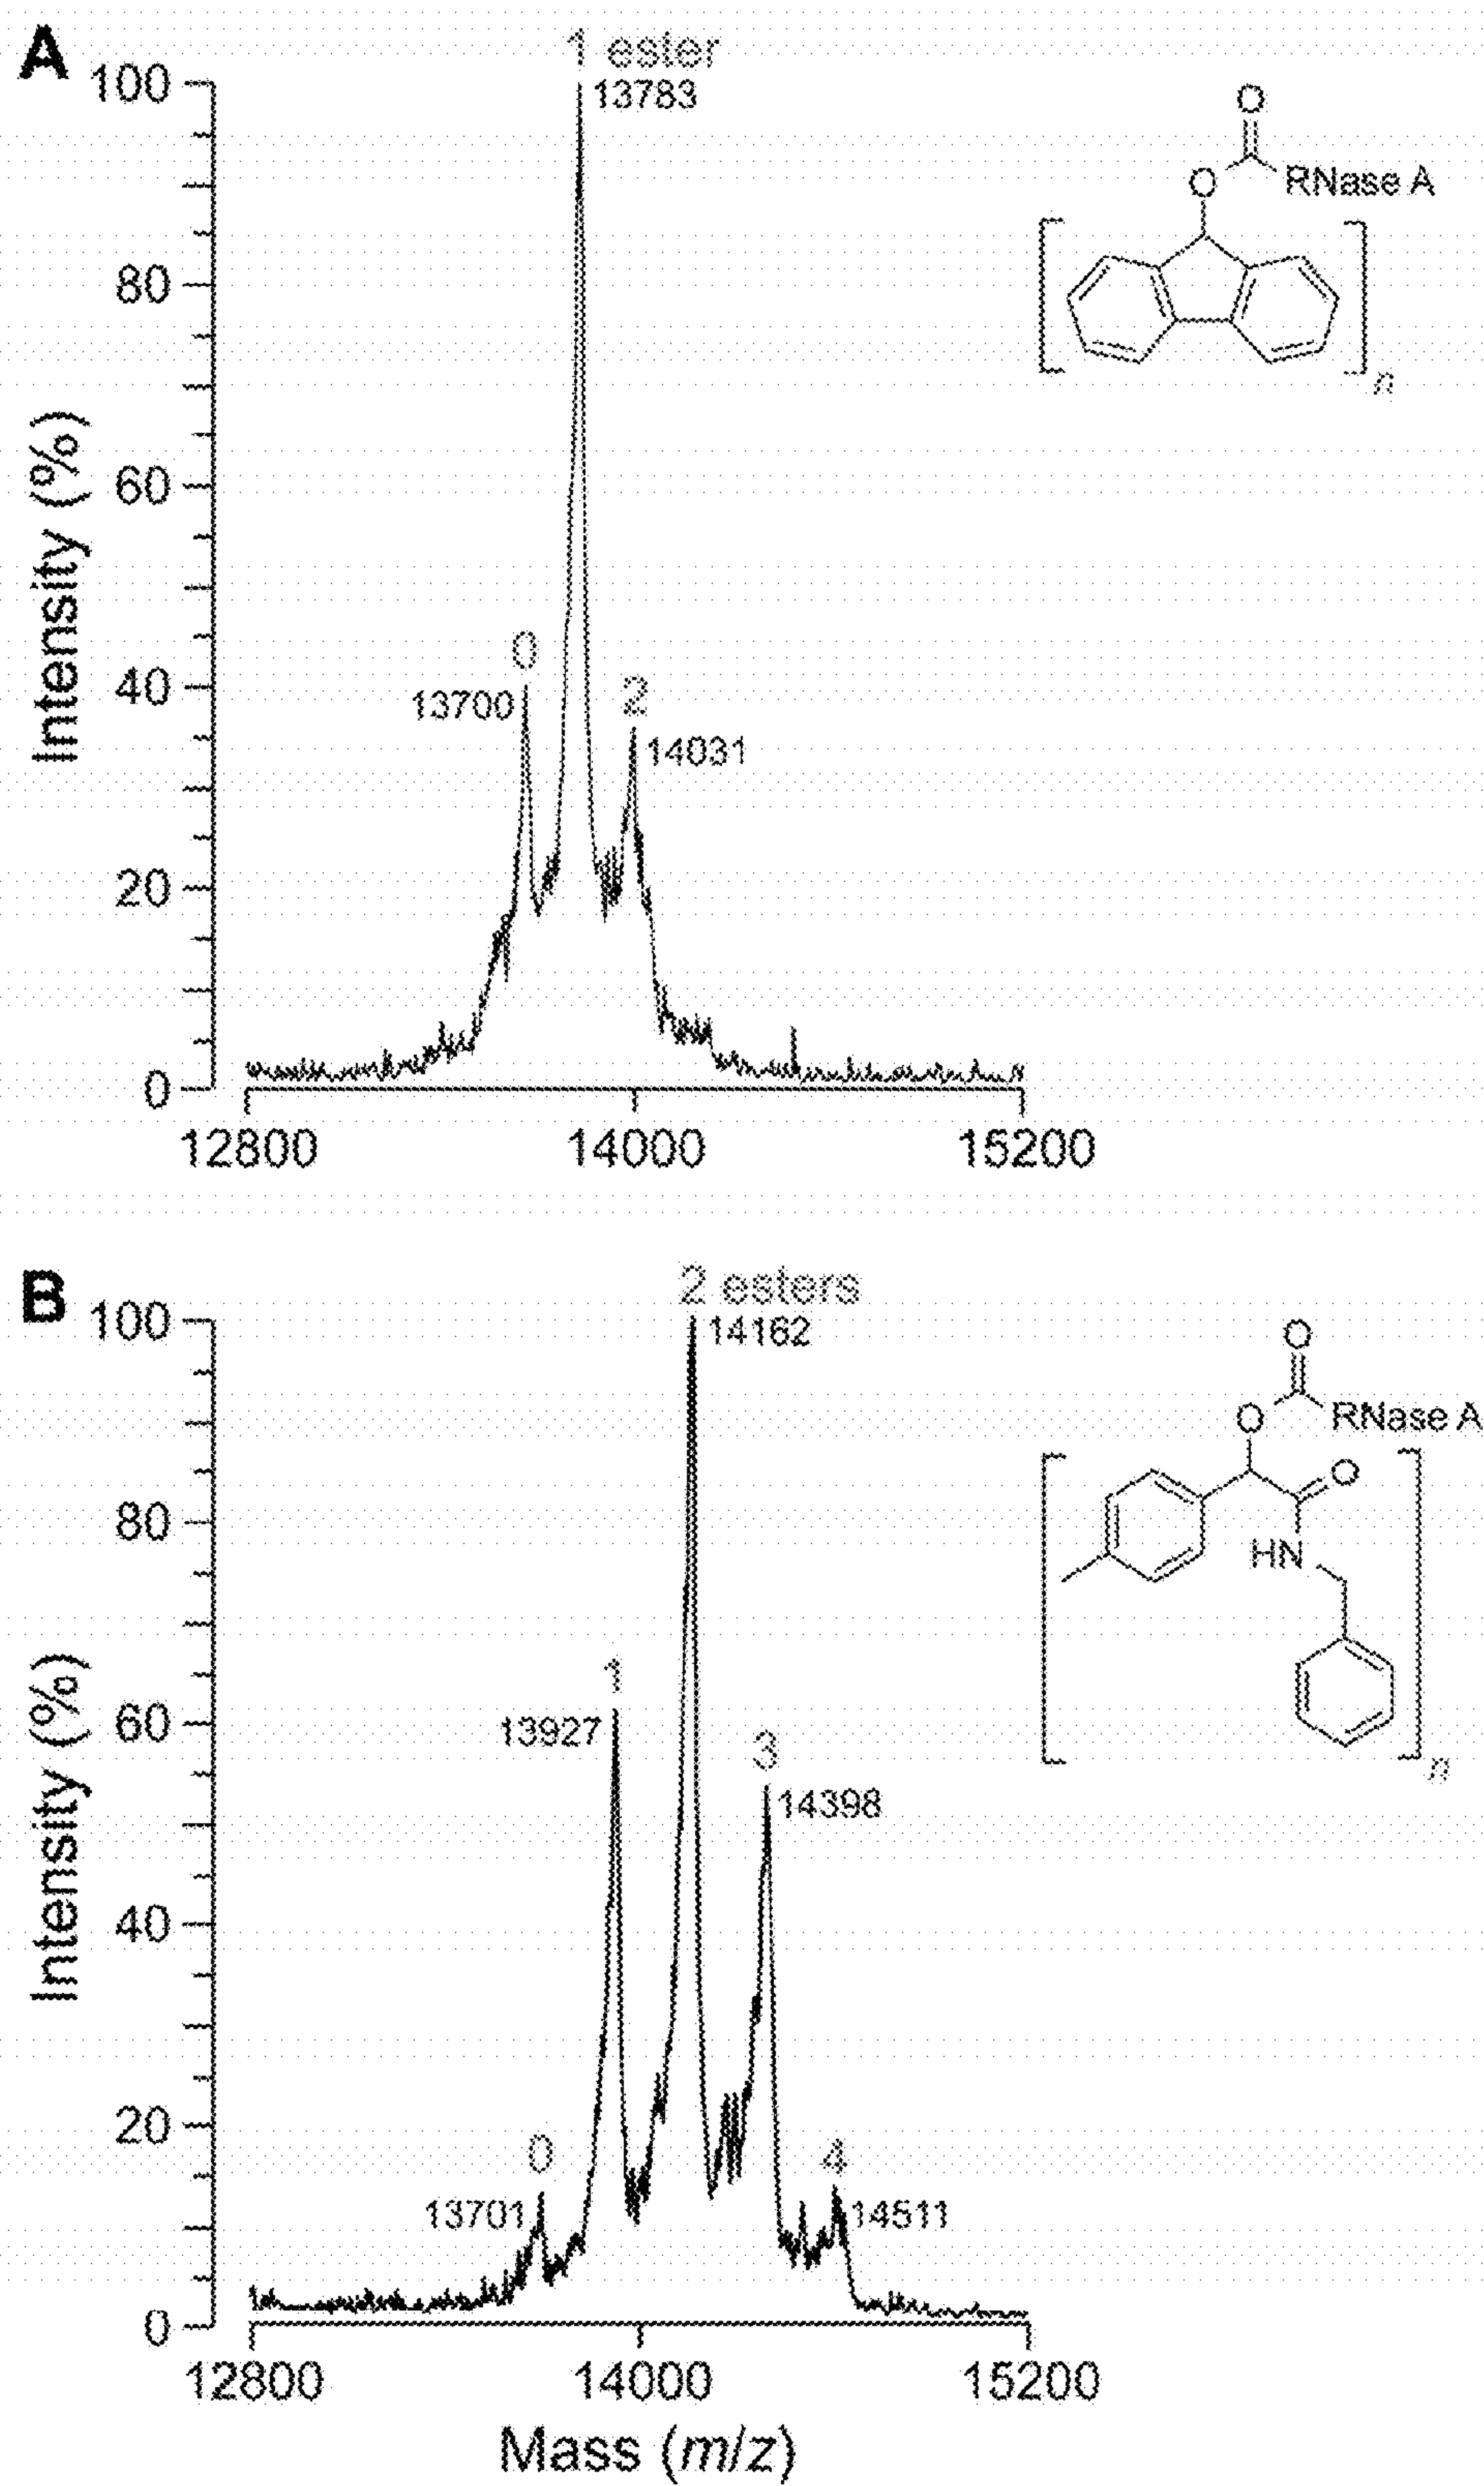 A
1 ester
100
13783
O
O
RNase A
80
n
Intensity (%)
60
0
40
13700
2
14031
20
0
12800
14000
15200
B
2 esters
100
14162
O
O
RNase A
O
80
HN
1
Intensity (%)
60
13927
3
14398
n
40
20
0
4
13701
14511
0
12800
14000
15200
Mass (m/z)